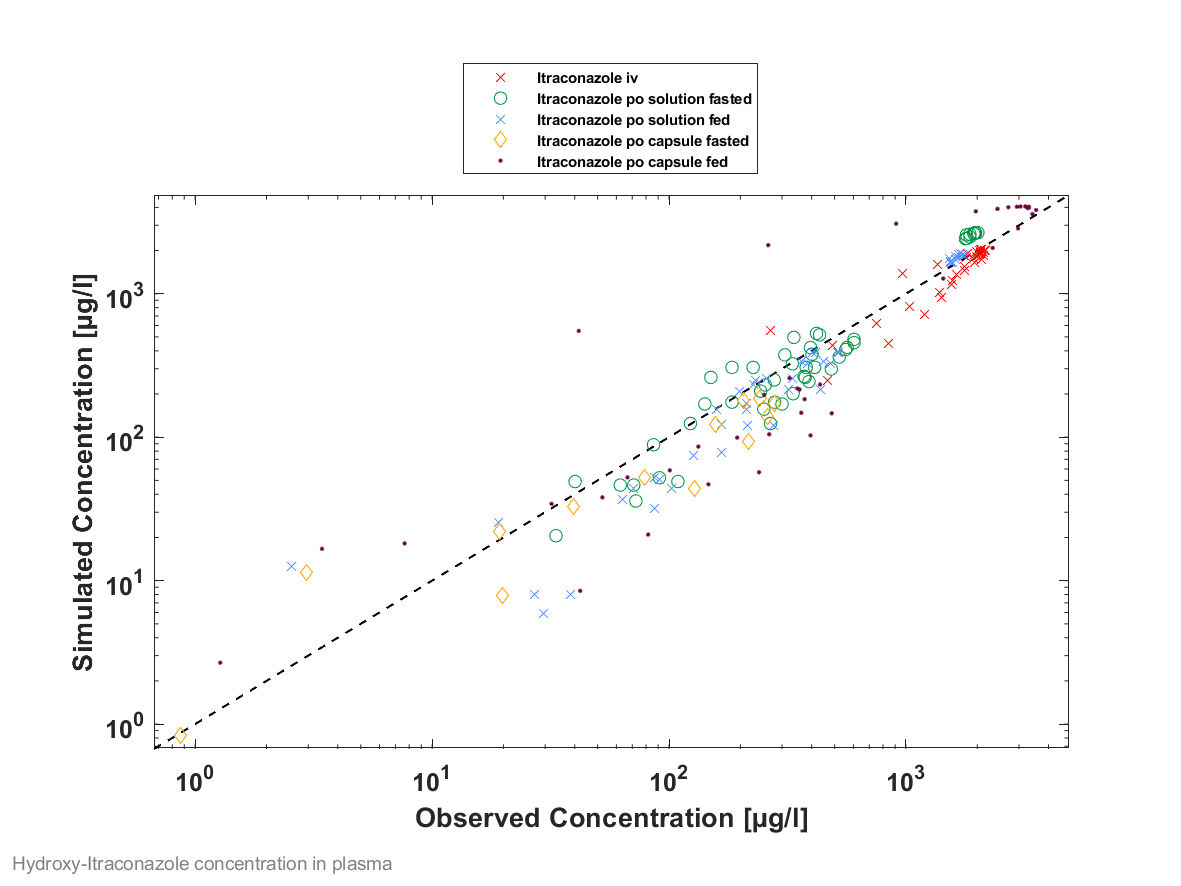 Itraconazole iv
Itraconazole po solution fasted
Itraconazole po solution fed
Itraconazole po capsule fasted
Itraconazole po capsule fed
Simulated Concentration [µg/l]
10³
10²
10¹
10⁰
10⁰ 10¹ 10² 10³
Observed Concentration [µg/l]
Hydroxy-Itraconazole concentration in plasma